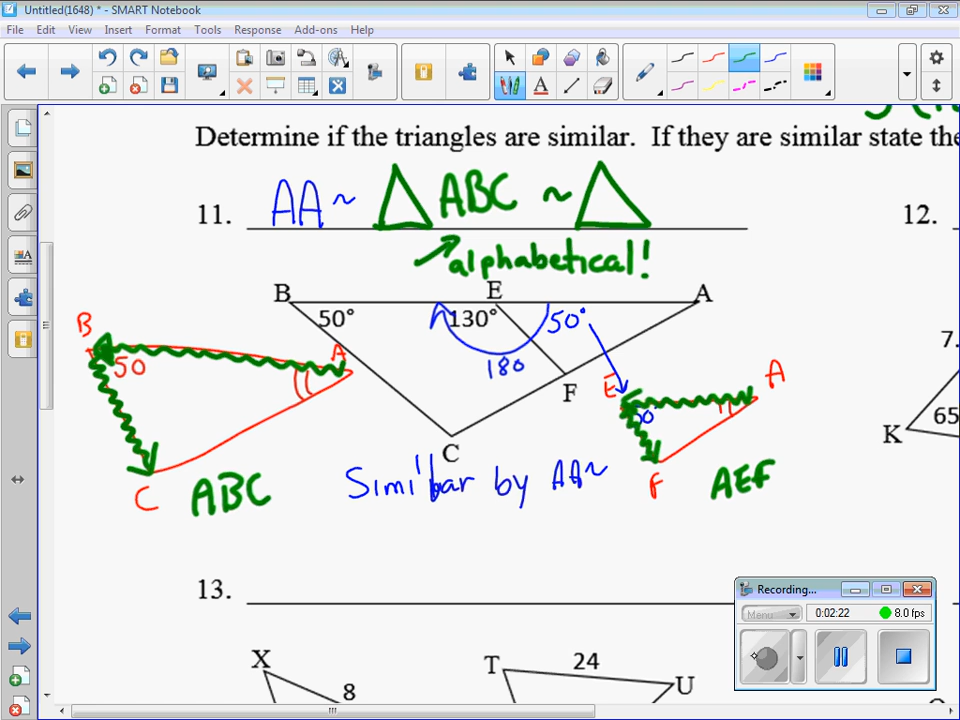 Untitled(1648) * - SMART Notebook
File Edit View Insert Format Tools Response Add-ons Help
Determine if the triangles are similar. If they are similar state the
11. AA~ △ABC ~ △
12.
alphabetical!
B E A
50° 130° 50°
180
F
C
B
50
A
C
ABC
E
A
F
AEF
7.
K 65
Similar by AA~
13.
X
8
T 24
U
Recording...
Menu 0:02:22 8.0 fps